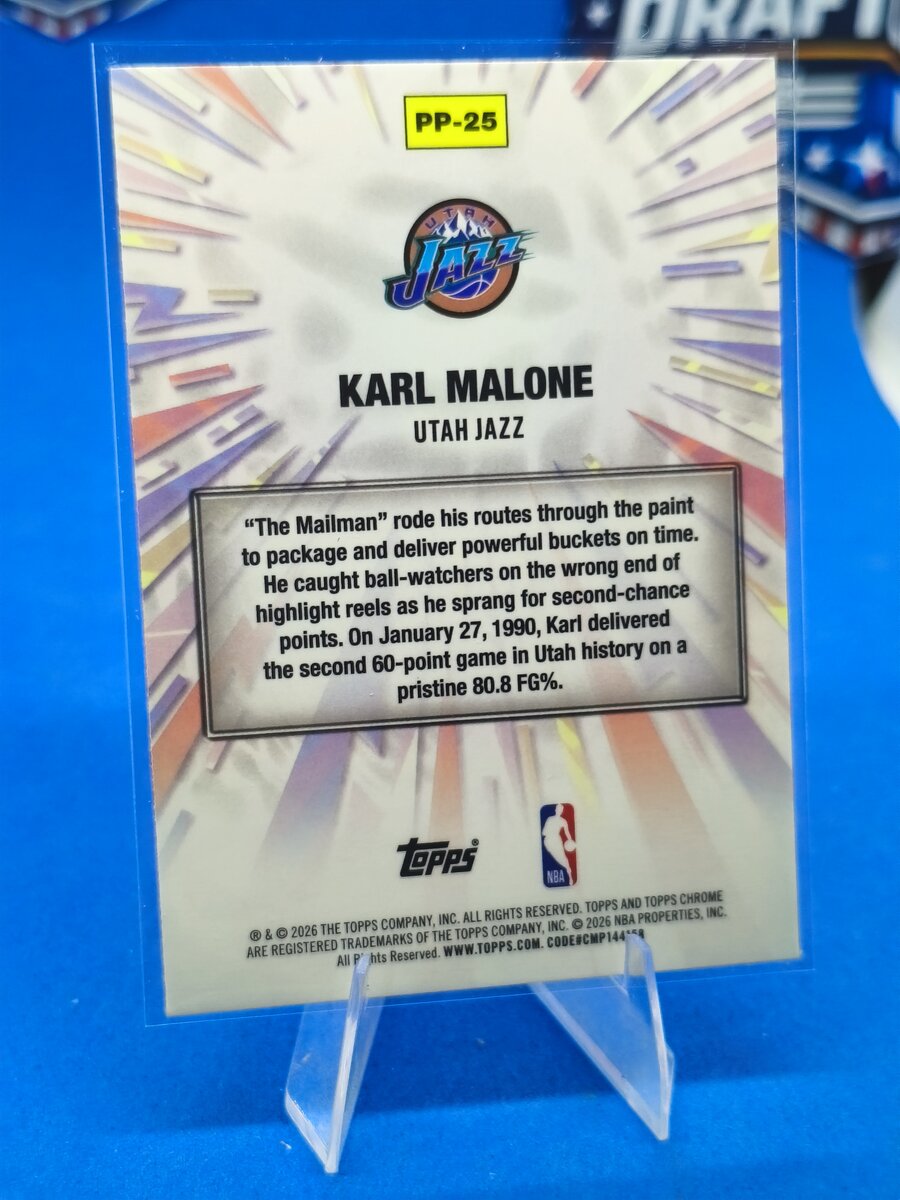 DRAFT
PP-25
UTAH
JAZZ
KARL MALONE
UTAH JAZZ
“The Mailman” rode his routes through the paint
to package and deliver powerful buckets on time.
He caught ball-watchers on the wrong end of
highlight reels as he sprang for second-chance
points. On January 27, 1990, Karl delivered
the second 60-point game in Utah history on a
pristine 80.8 FG%.
TOPPS®
NBA
® & © 2026 THE TOPPS COMPANY, INC. ALL RIGHTS RESERVED. TOPPS AND TOPPS CHROME
ARE REGISTERED TRADEMARKS OF THE TOPPS COMPANY, INC. © 2026 NBA PROPERTIES, INC.
All Rights Reserved. WWW.TOPPS.COM.